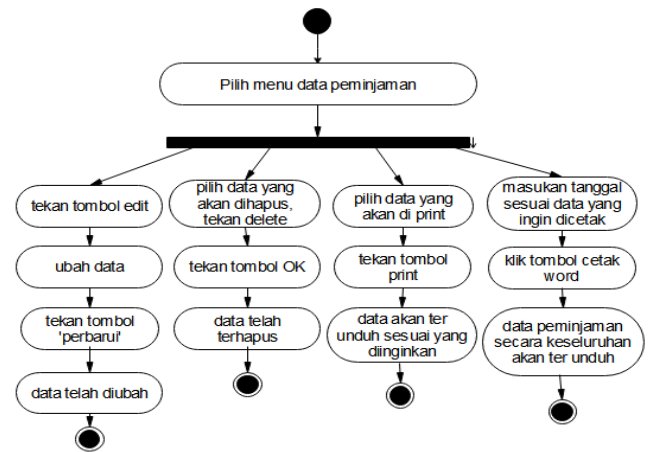 Pilih menu data peminjaman
tekan tombol edit
ubah data
tekan tombol
'perbarui'
data telah diubah
pilih data yang
akan dihapus,
tekan delete
tekan tombol OK
data telah
terhapus
pilih data yang
akan di print
tekan tombol
print
data akan ter
unduh sesuai yang
diinginkan
masukan tanggal
sesuai data yang
ingin dicetak
klik tombol cetak
word
data peminjaman
secara keseluruhan
akan ter unduh